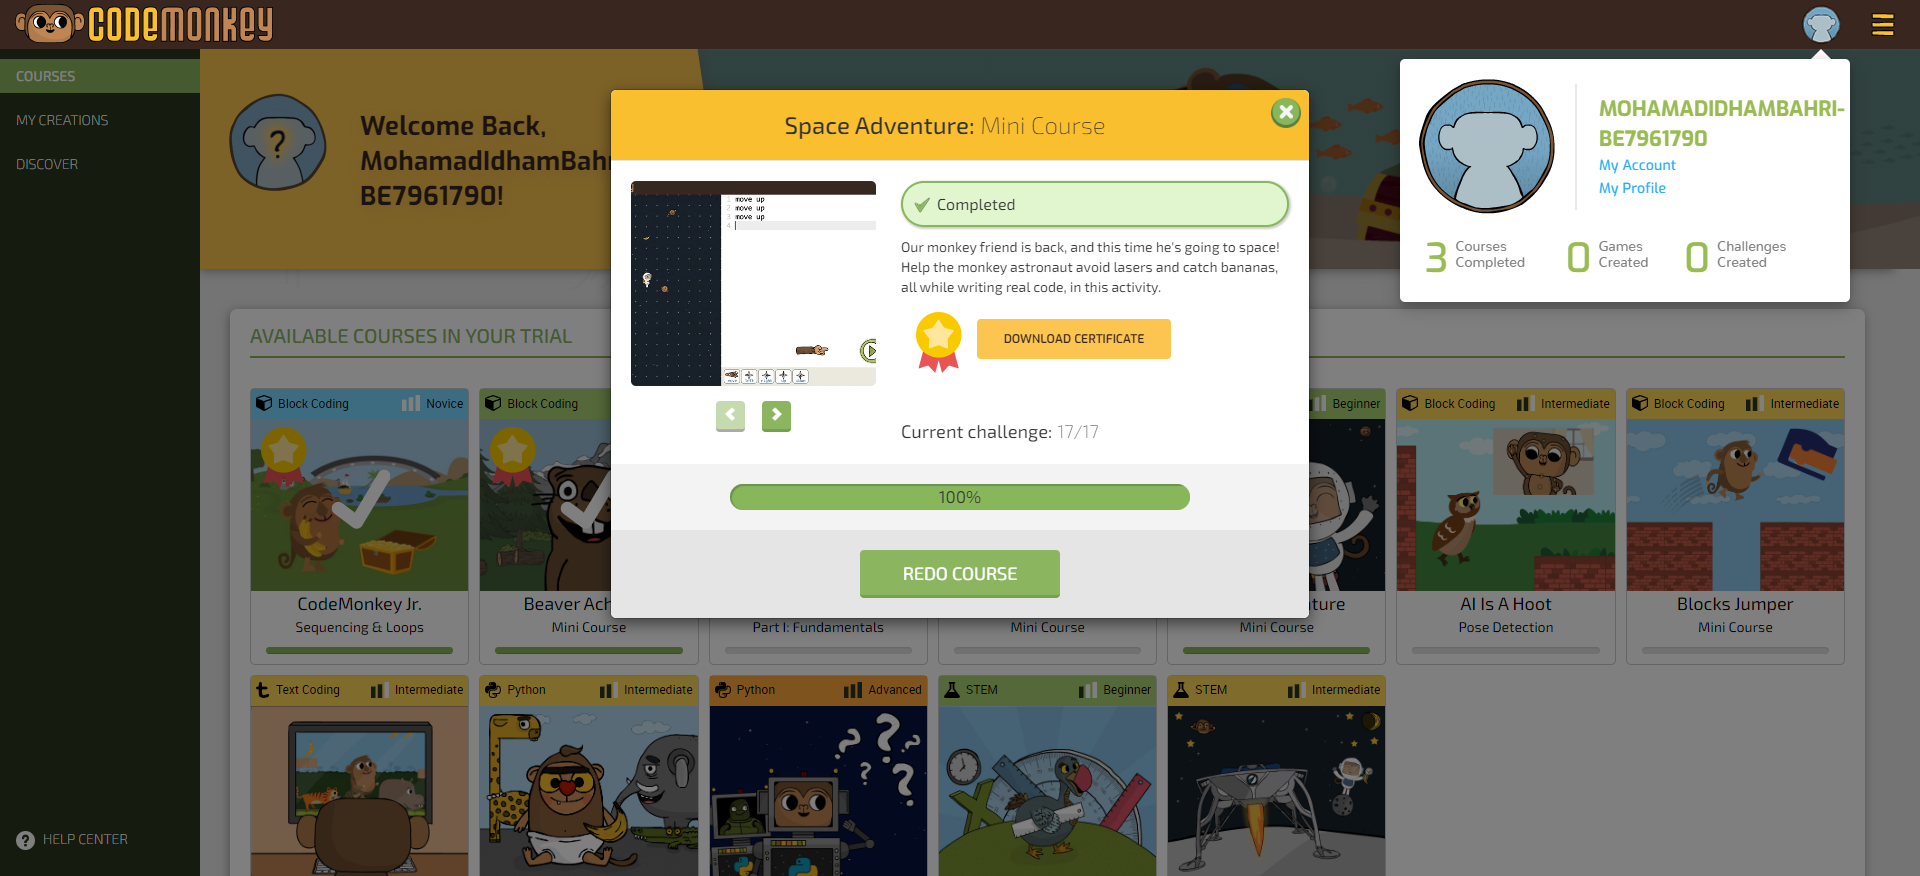 CODEMONKEY
COURSES
MY CREATIONS
DISCOVER
HELP CENTER
Welcome Back,
MohamadIdhamBahr
BE7961790!
MOHAMADIDHAMBAHRI-
BE7961790
My Account
My Profile
3 Courses Completed
0 Games Created
0 Challenges Created
Space Adventure: Mini Course
1 move up
2 move up
3 move up
4
Completed
Our monkey friend is back, and this time he's going to space!
Help the monkey astronaut avoid lasers and catch bananas,
all while writing real code, in this activity.
DOWNLOAD CERTIFICATE
Current challenge: 17/17
100%
REDO COURSE
AVAILABLE COURSES IN YOUR TRIAL
Block Coding Novice
CodeMonkey Jr.
Sequencing & Loops
Block Coding
Beaver Ach
Mini Course
Part I: Fundamentals
Mini Course
Beginner
ture
Mini Course
Block Coding Intermediate
AI Is A Hoot
Pose Detection
Block Coding Intermediate
Blocks Jumper
Mini Course
Text Coding Intermediate
Python Intermediate
Python Advanced
STEM Beginner
STEM Intermediate